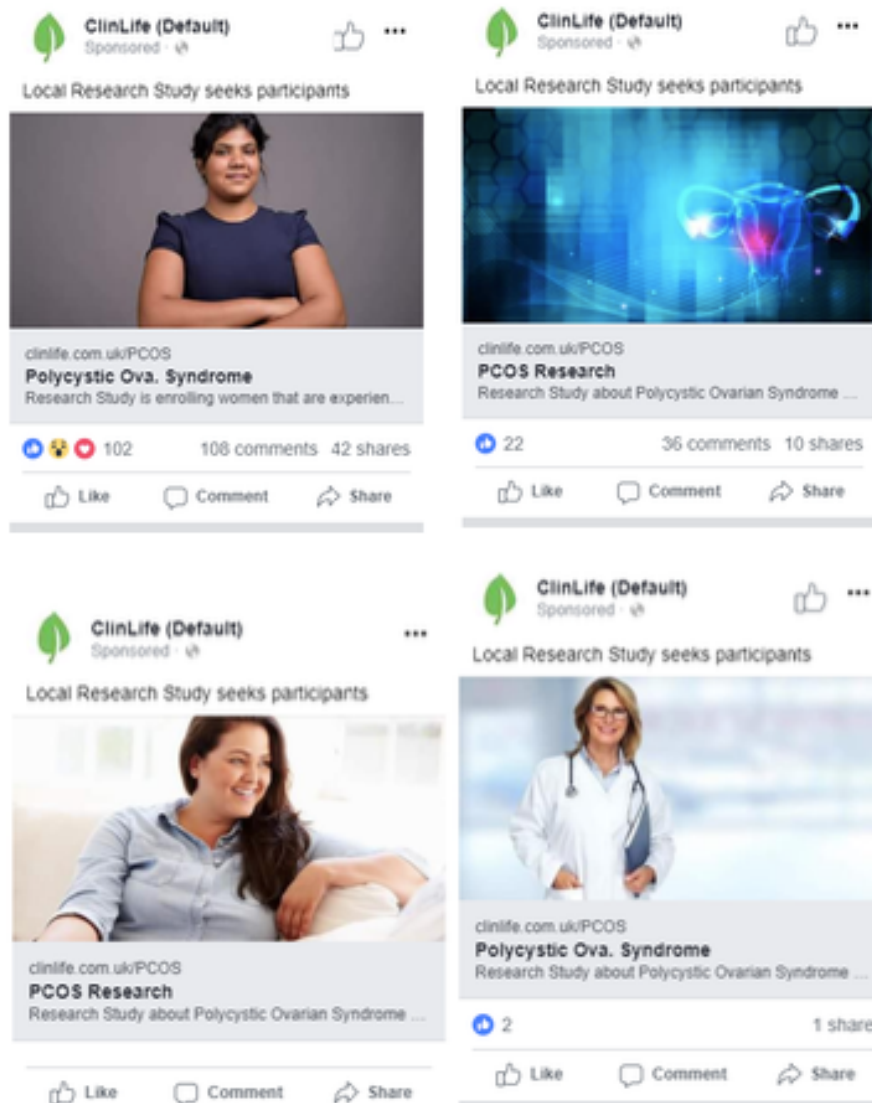 ClinLife (Default)
Sponsored ·
Local Research Study seeks participants
clinlife.com.uk/PCOS
Polycystic Ova. Syndrome
Research Study is enrolling women that are experien...
102 108 comments 42 shares
Like Comment Share
ClinLife (Default)
Sponsored ·
Local Research Study seeks participants
clinlife.com.uk/PCOS
PCOS Research
Research Study about Polycystic Ovarian Syndrome ...
22 36 comments 10 shares
Like Comment Share
ClinLife (Default)
Sponsored ·
Local Research Study seeks participants
clinlife.com.uk/PCOS
PCOS Research
Research Study about Polycystic Ovarian Syndrome ...
Like Comment Share
ClinLife (Default)
Sponsored ·
Local Research Study seeks participants
clinlife.com.uk/PCOS
Polycystic Ova. Syndrome
Research Study about Polycystic Ovarian Syndrome ...
2 1 share
Like Comment Share